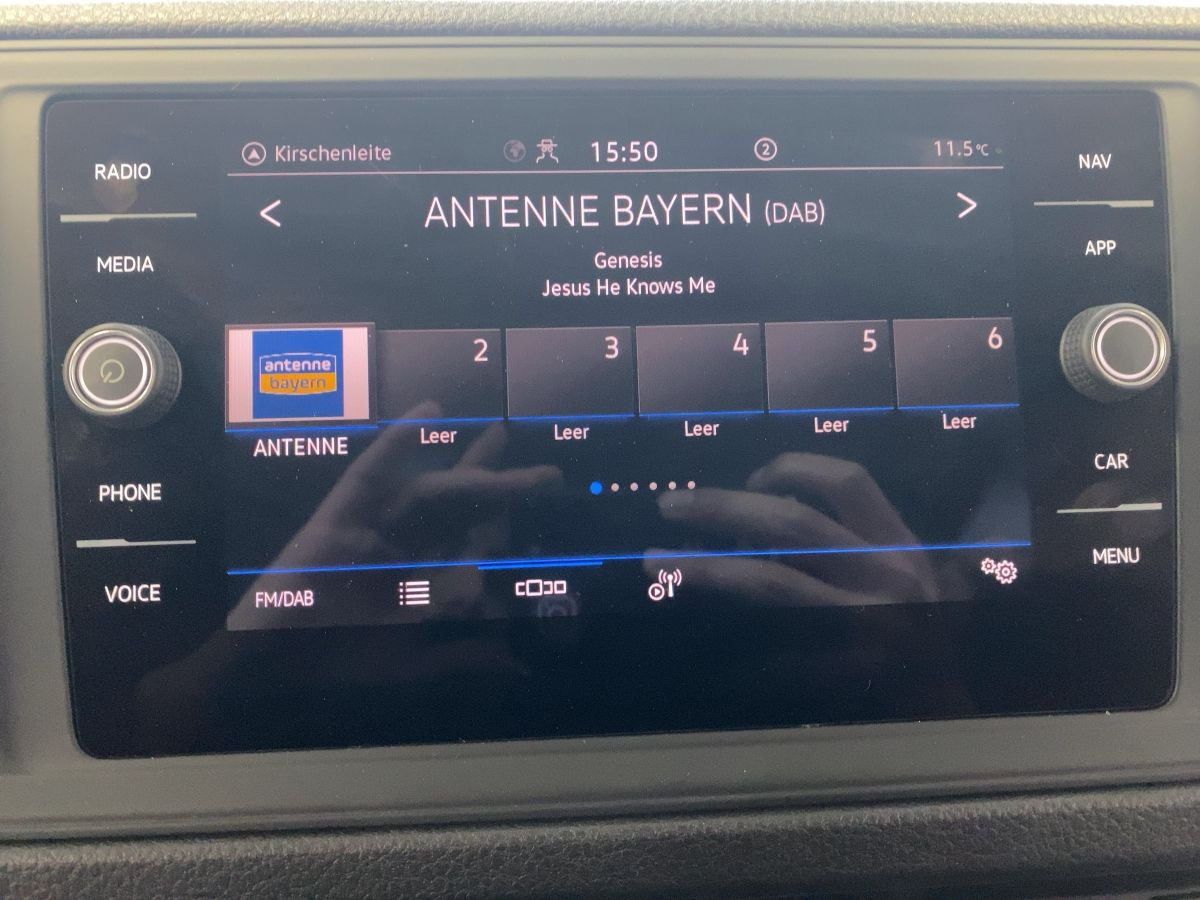 RADIO
MEDIA
PHONE
VOICE
Kirschenleite
15:50
2
11.5°C
< ANTENNE BAYERN (DAB) >
Genesis
Jesus He Knows Me
antenne
bayern
2
3
4
5
6
ANTENNE
Leer
Leer
Leer
Leer
Leer
FM/DAB
NAV
APP
CAR
MENU